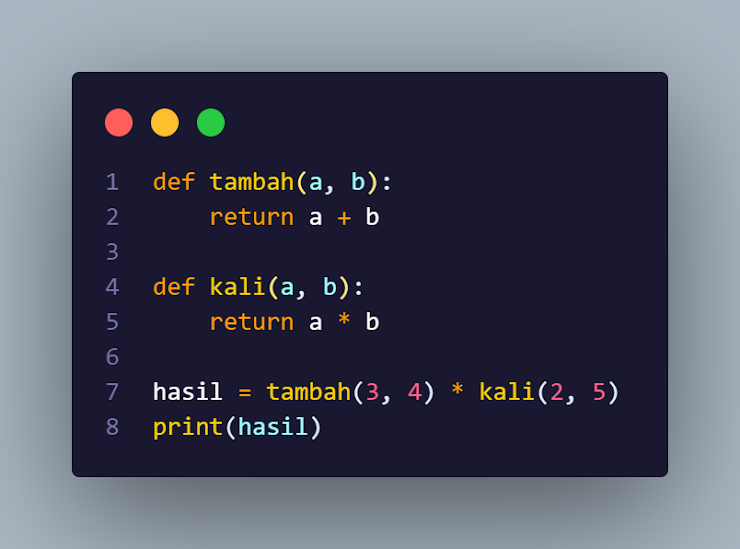 1 def tambah(a, b):
2     return a + b
3
4 def kali(a, b):
5     return a * b
6
7 hasil = tambah(3, 4) * kali(2, 5)
8 print(hasil)